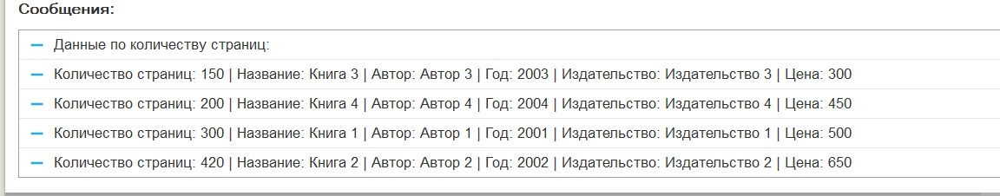 Сообщения:
Данные по количеству страниц:
Количество страниц: 150 | Название: Книга 3 | Автор: Автор 3 | Год: 2003 | Издательство: Издательство 3 | Цена: 300
Количество страниц: 200 | Название: Книга 4 | Автор: Автор 4 | Год: 2004 | Издательство: Издательство 4 | Цена: 450
Количество страниц: 300 | Название: Книга 1 | Автор: Автор 1 | Год: 2001 | Издательство: Издательство 1 | Цена: 500
Количество страниц: 420 | Название: Книга 2 | Автор: Автор 2 | Год: 2002 | Издательство: Издательство 2 | Цена: 650